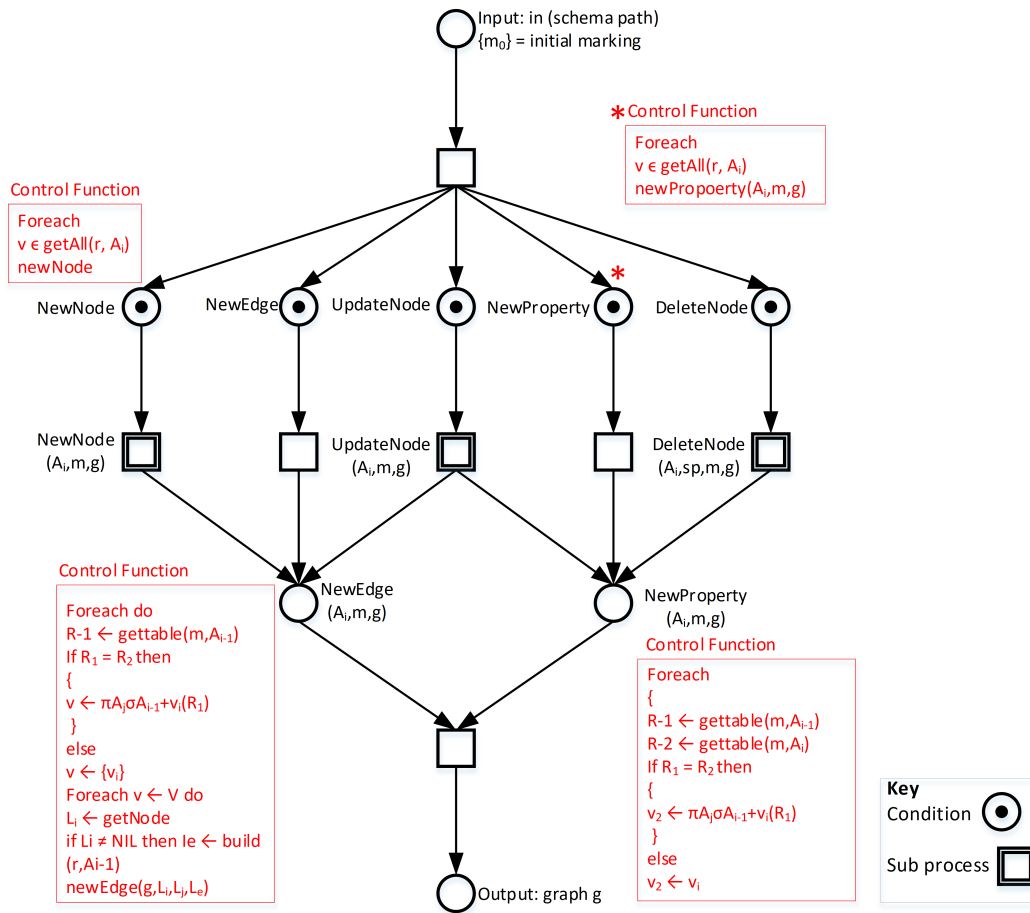 Input: in (schema path)
{m₀} = initial marking
*Control Function
Foreach
v ϵ getAll(r, Aᵢ)
newPropoerty(Aᵢ,m,g)
Control Function
Foreach
v ϵ getAll(r, Aᵢ)
newNode
*
NewNode
NewEdge
UpdateNode
NewProperty
DeleteNode
NewNode
(Aᵢ,m,g)
UpdateNode
(Aᵢ,m,g)
DeleteNode
(Aᵢ,sp,m,g)
NewEdge
(Aᵢ,m,g)
NewProperty
(Aᵢ,m,g)
Control Function
Foreach do
R-1 ← gettable(m,Aᵢ₋₁)
If R₁ = R₂ then
{
v ← πAⱼσAᵢ₋₁+vᵢ(R₁)
}
else
v ← {vᵢ}
Foreach v ← V do
Lᵢ ← getNode
if Li ≠ NIL then Ie ← build
(r,Ai-1)
newEdge(g,Lᵢ,Lⱼ,Lₑ)
Control Function
Foreach
{
R-1 ← gettable(m,Aᵢ₋₁)
R-2 ← gettable(m,Aᵢ)
If R₁ = R₂ then
{
v₂ ← πAⱼσAᵢ₋₁+vᵢ(R₁)
}
else
v₂ ← vᵢ
Key
Condition
Sub process
Output: graph g